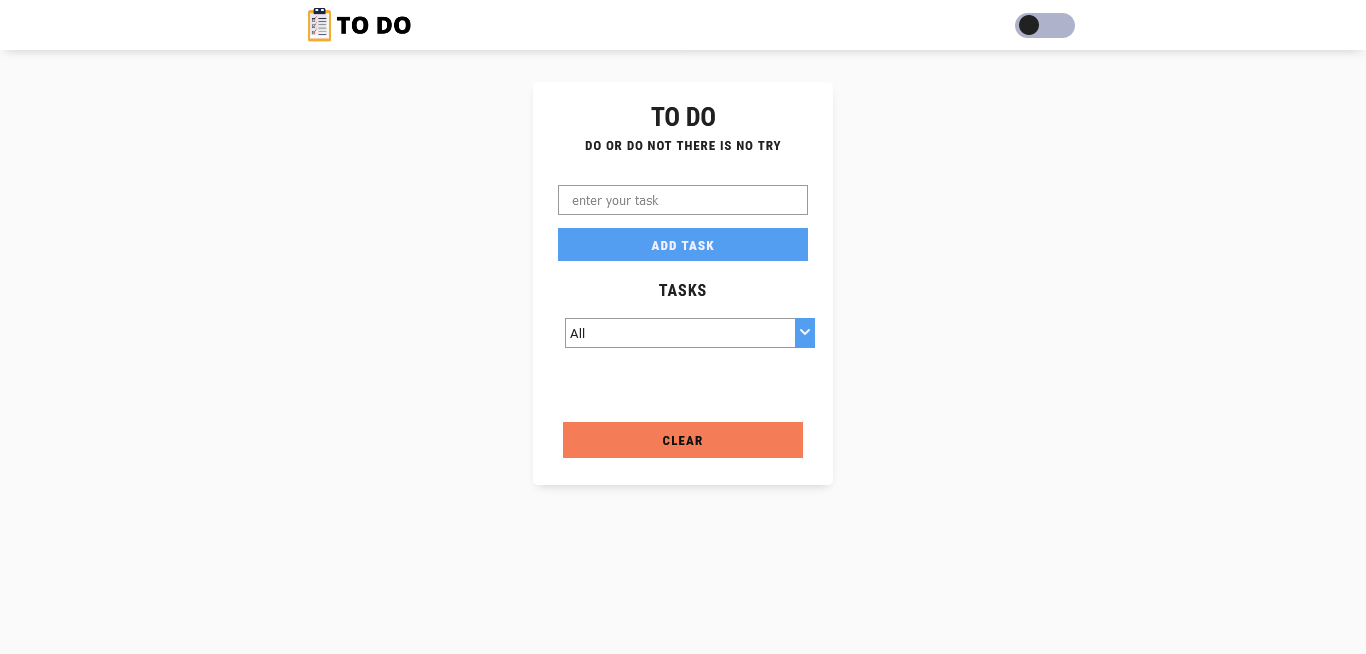 TO DO
TO DO
DO OR DO NOT THERE IS NO TRY
enter your task
ADD TASK
TASKS
All
CLEAR